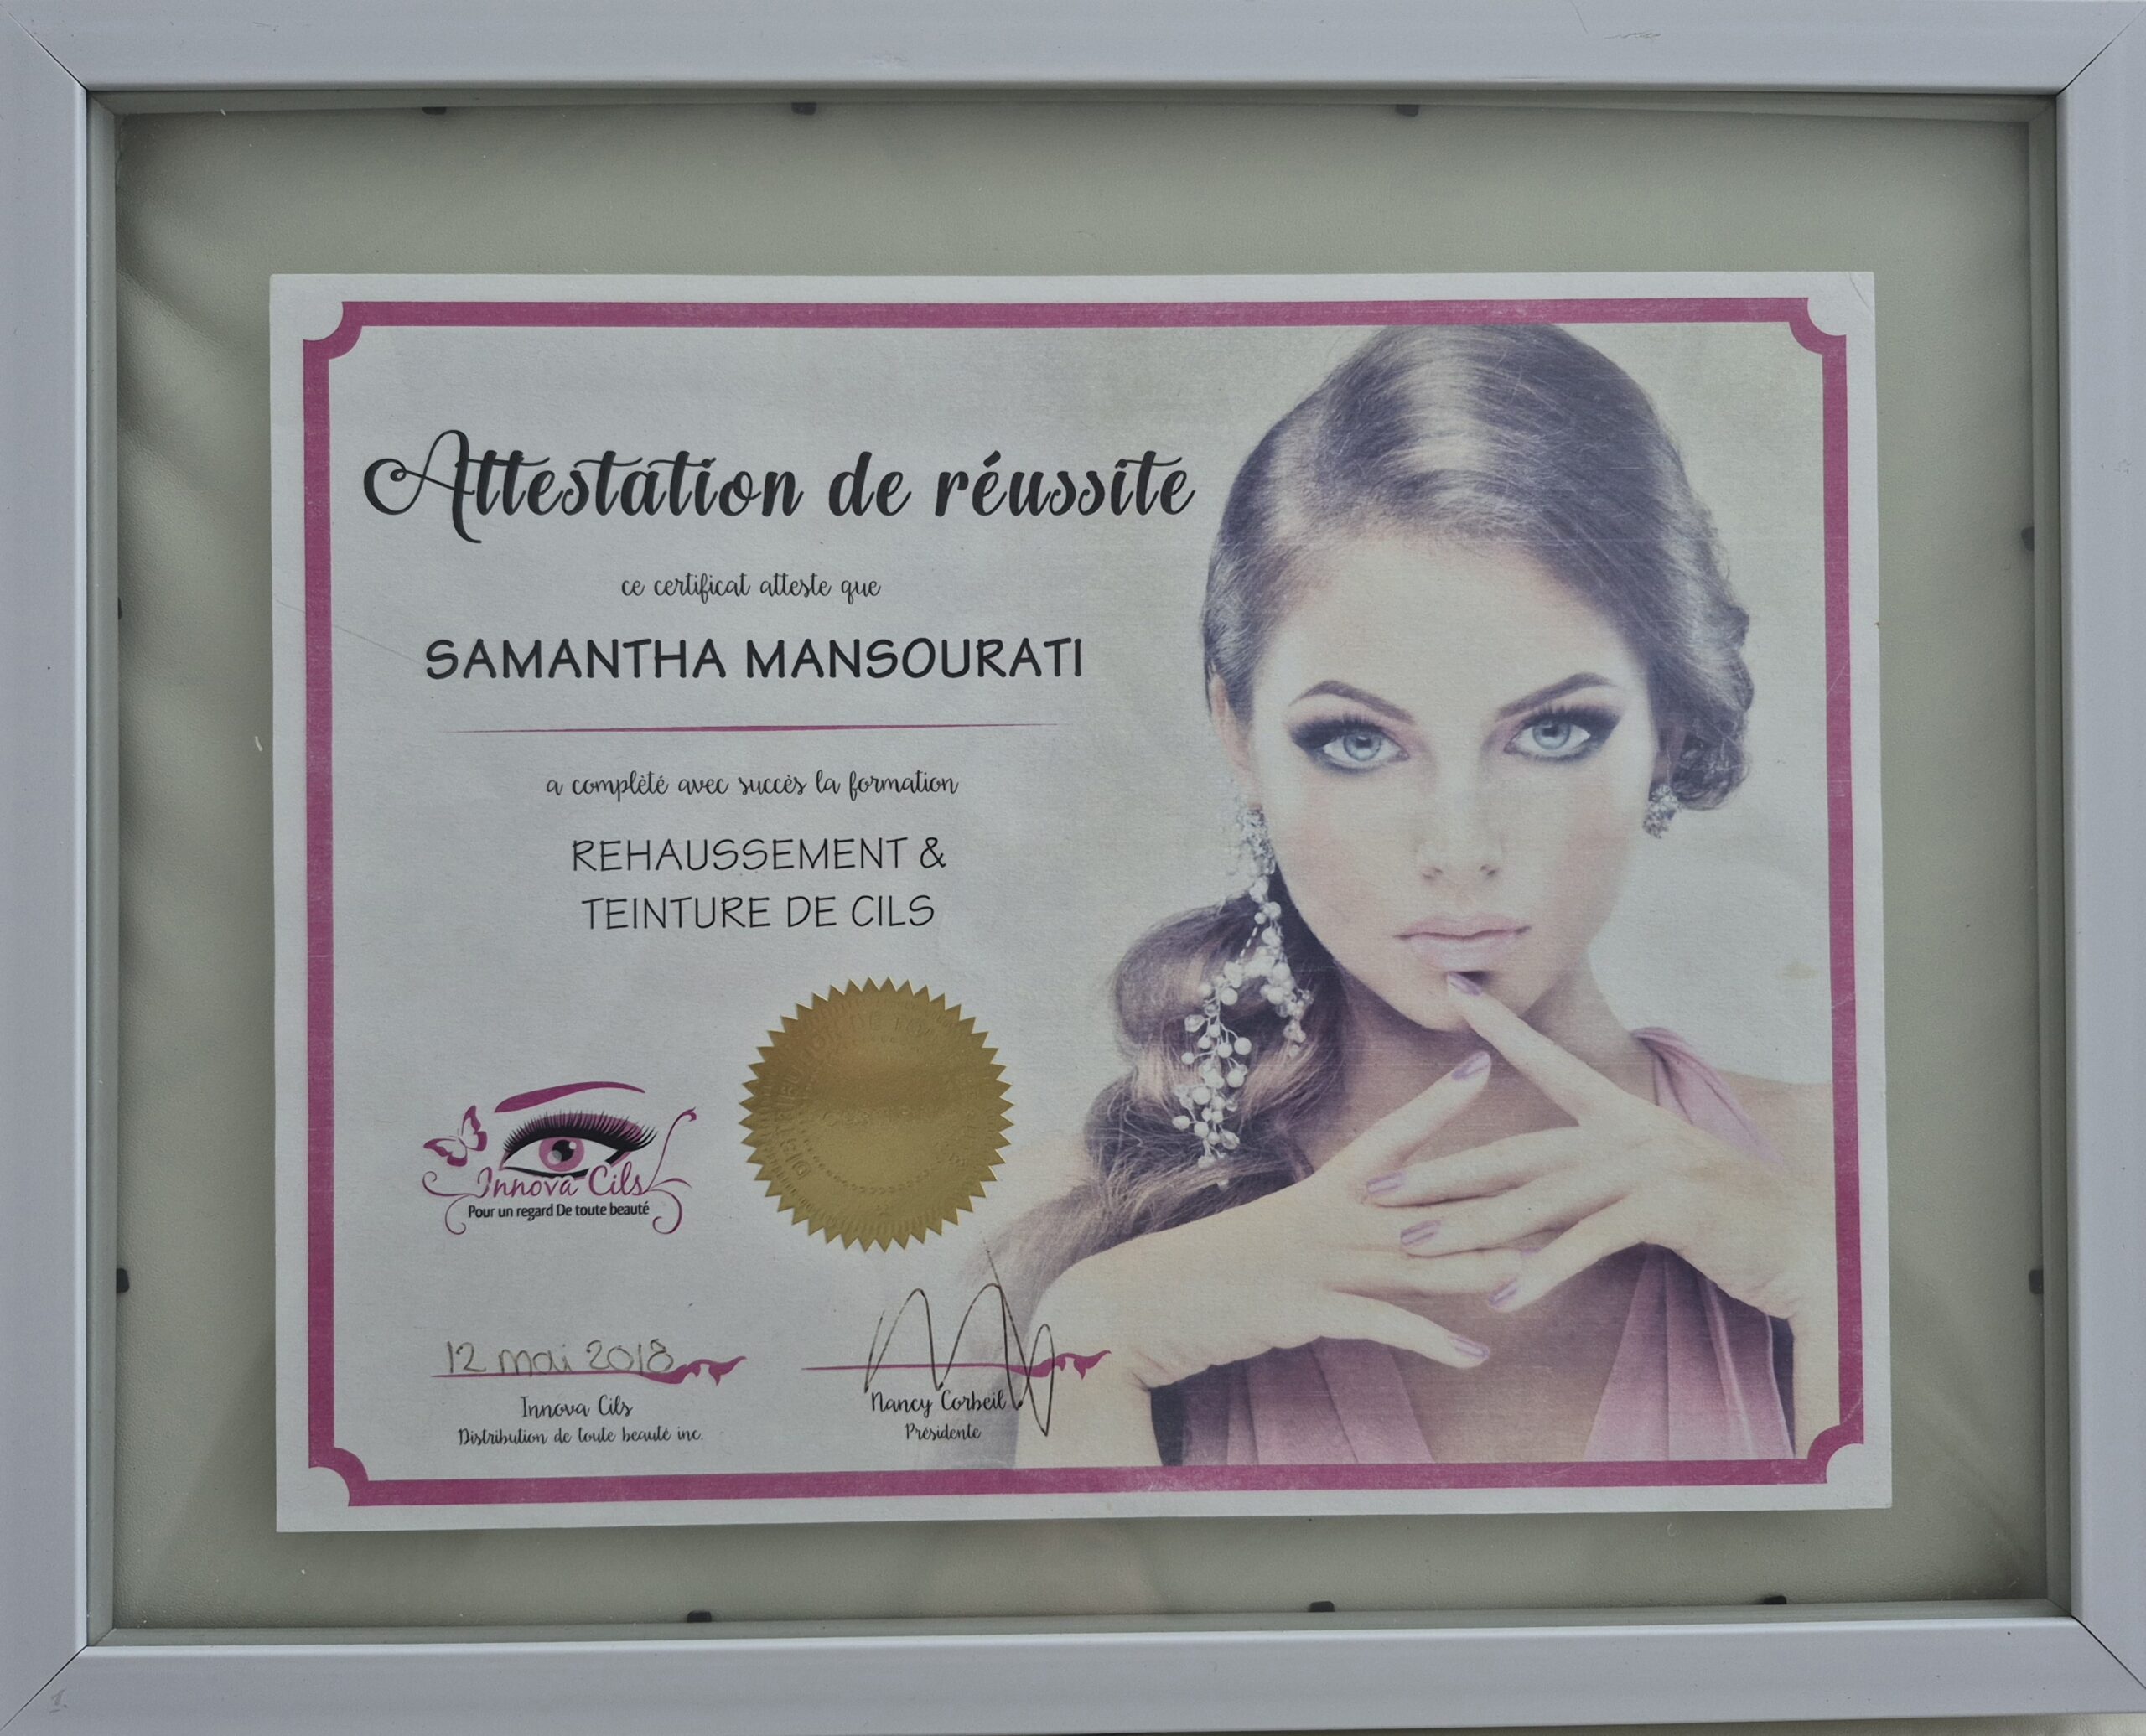 Attestation de réussite
ce certificat atteste que
SAMANTHA MANSOURATI
a complèté avec succès la formation
REHAUSSEMENT &
TEINTURE DE CILS
Innova Cils
Pour un regard De toute beauté
12 mai 2018
Innova Cils
Distribution de toute beauté inc.
Nancy Corbeil
Présidente